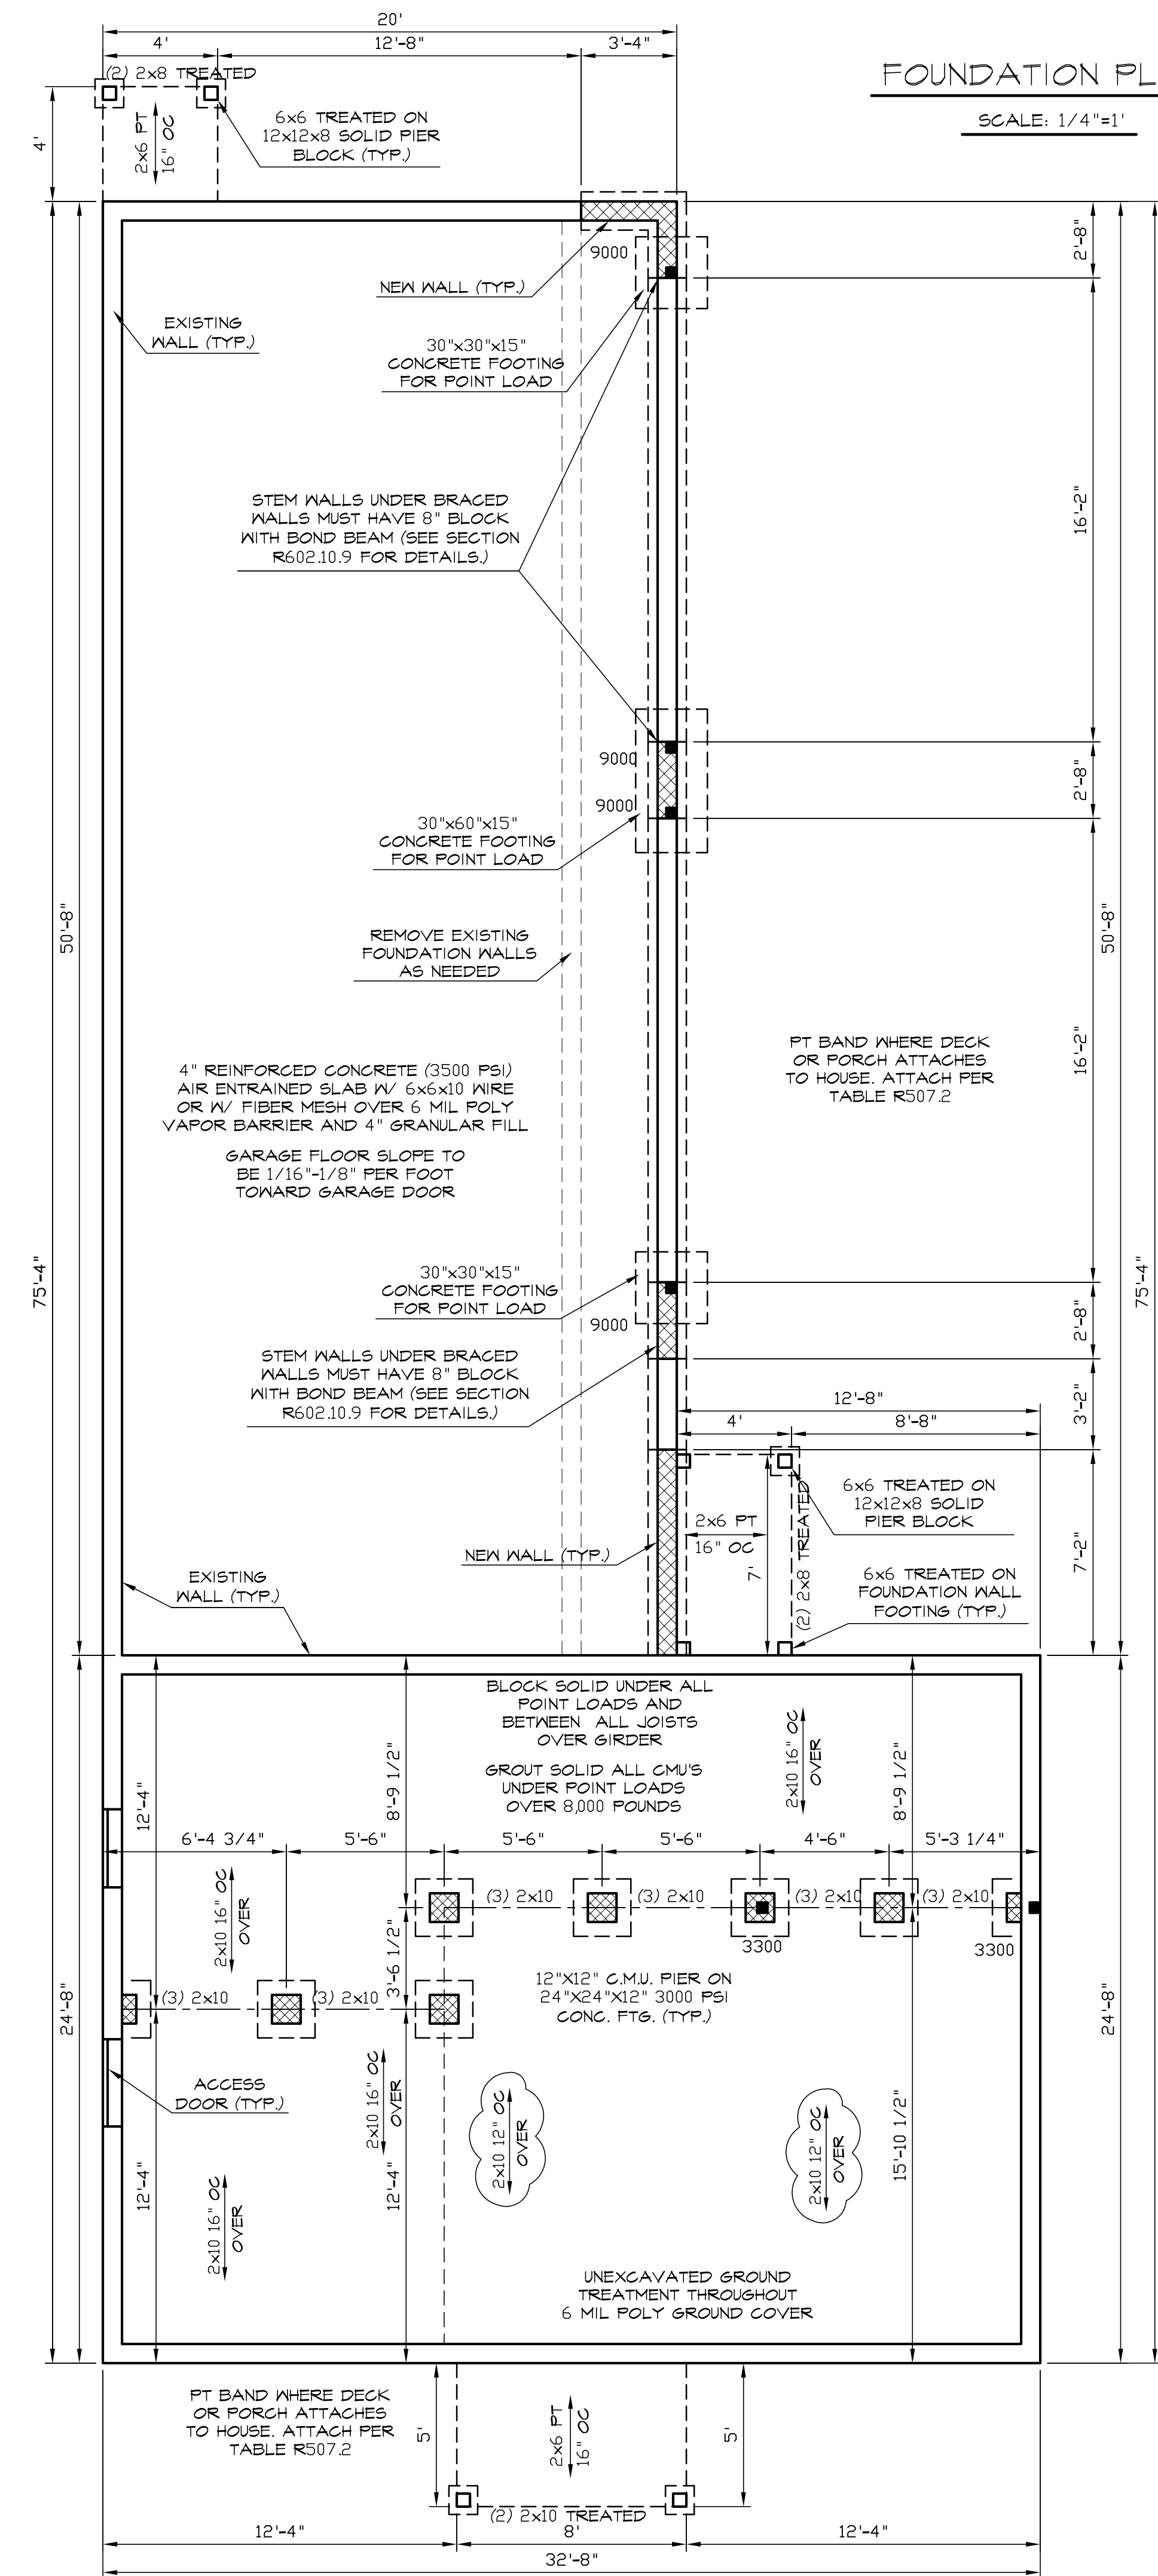 20'
4'
12'-8"
3'-4"
FOUNDATION PL
SCALE: 1/4"=1'
(2) 2x8 TREATED
4'
2x6 PT
16" OC
6x6 TREATED ON
12x12x8 SOLID PIER
BLOCK (TYP.)
9000
2'-8"
NEW WALL (TYP.)
EXISTING
WALL (TYP.)
30"x30"x15"
CONCRETE FOOTING
FOR POINT LOAD
STEM WALLS UNDER BRACED
WALLS MUST HAVE 8" BLOCK
WITH BOND BEAM (SEE SECTION
R602.10.9 FOR DETAILS.)
16'-2"
9000
9000
2'-8"
30"x60"x15"
CONCRETE FOOTING
FOR POINT LOAD
50'-8"
50'-8"
REMOVE EXISTING
FOUNDATION WALLS
AS NEEDED
16'-2"
PT BAND WHERE DECK
OR PORCH ATTACHES
TO HOUSE. ATTACH PER
TABLE R507.2
4" REINFORCED CONCRETE (3500 PSI)
AIR ENTRAINED SLAB W/ 6x6x10 WIRE
OR W/ FIBER MESH OVER 6 MIL POLY
VAPOR BARRIER AND 4" GRANULAR FILL
GARAGE FLOOR SLOPE TO
BE 1/16"-1/8" PER FOOT
TOWARD GARAGE DOOR
75'-4"
75'-4"
30"x30"x15"
CONCRETE FOOTING
FOR POINT LOAD
9000
2'-8"
STEM WALLS UNDER BRACED
WALLS MUST HAVE 8" BLOCK
WITH BOND BEAM (SEE SECTION
R602.10.9 FOR DETAILS.)
12'-8"
3'-2"
4'
8'-8"
6x6 TREATED ON
12x12x8 SOLID
PIER BLOCK
2x6 PT
16" OC
7'
(2) 2x8 TREATED
7'-2"
NEW WALL (TYP.)
6x6 TREATED ON
FOUNDATION WALL
FOOTING (TYP.)
EXISTING
WALL (TYP.)
BLOCK SOLID UNDER ALL
POINT LOADS AND
BETWEEN ALL JOISTS
OVER GIRDER
GROUT SOLID ALL CMU'S
UNDER POINT LOADS
OVER 8,000 POUNDS
2x10 16" OC
OVER
12'-4"
8'-9 1/2"
8'-9 1/2"
6'-4 3/4"
5'-6"
5'-6"
5'-6"
4'-6"
5'-3 1/4"
2x10 16" OC
OVER
(3) 2x10
(3) 2x10
(3) 2x10
(3) 2x10
3300
3300
3'-6 1/2"
12"X12" C.M.U. PIER ON
24"X24"X12" 3000 PSI
CONC. FTG. (TYP.)
(3) 2x10
(3) 2x10
24'-8"
24'-8"
ACCESS
DOOR (TYP.)
2x10 16" OC
OVER
2x10 12" OC
OVER
2x10 12" OC
OVER
15'-10 1/2"
12'-4"
12'-4"
2x10 16" OC
OVER
UNEXCAVATED GROUND
TREATMENT THROUGHOUT
6 MIL POLY GROUND COVER
PT BAND WHERE DECK
OR PORCH ATTACHES
TO HOUSE. ATTACH PER
TABLE R507.2
5'
2x6 PT
16" OC
5'
(2) 2x10 TREATED
12'-4"
8'
12'-4"
32'-8"